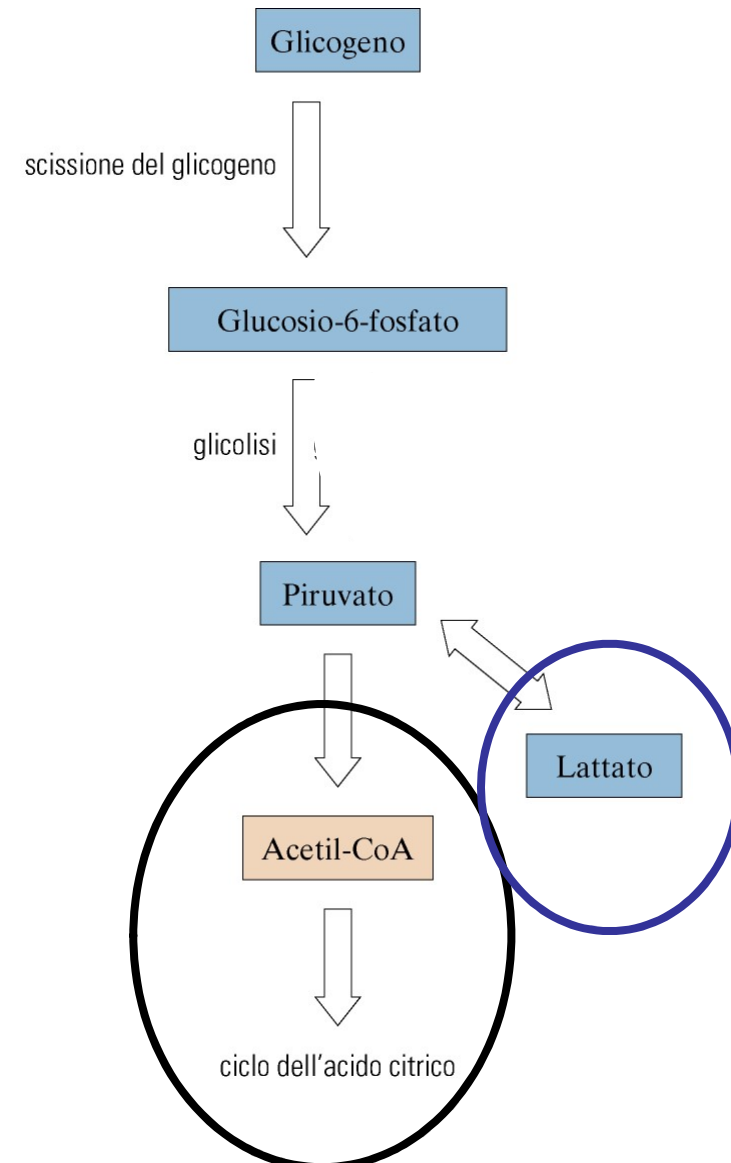 Glicogeno
scissione del glicogeno
Glucosio-6-fosfato
glicolisi
Piruvato
Lattato
Acetil-CoA
ciclo dell'acido citrico